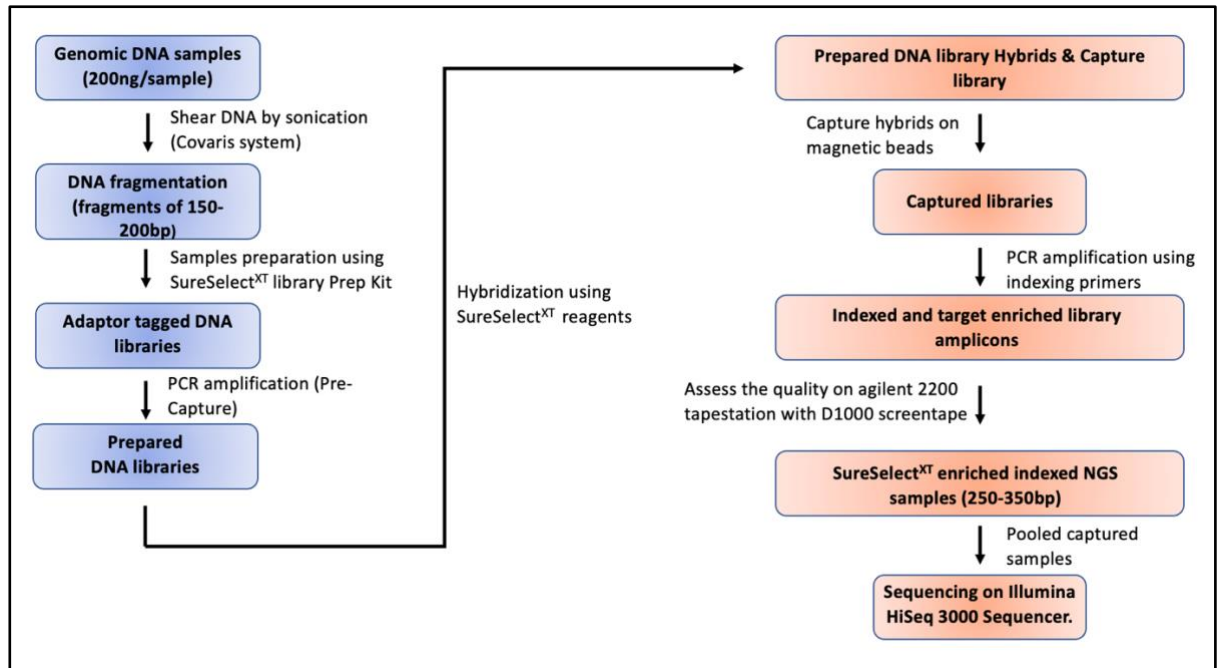 Genomic DNA samples
(200ng/sample)
Shear DNA by sonication
(Covaris system)
DNA fragmentation
(fragments of 150-
200bp)
Samples preparation using
SureSelectXT library Prep Kit
Adaptor tagged DNA
libraries
PCR amplification (Pre-
Capture)
Prepared
DNA libraries
Hybridization using
SureSelectXT reagents
Prepared DNA library Hybrids & Capture
library
Capture hybrids on
magnetic beads
Captured libraries
PCR amplification using
indexing primers
Indexed and target enriched library
amplicons
Assess the quality on agilent 2200
tapestation with D1000 screentape
SureSelectXT enriched indexed NGS
samples (250-350bp)
Pooled captured
samples.
Sequencing on Illumina
HiSeq 3000 Sequencer.